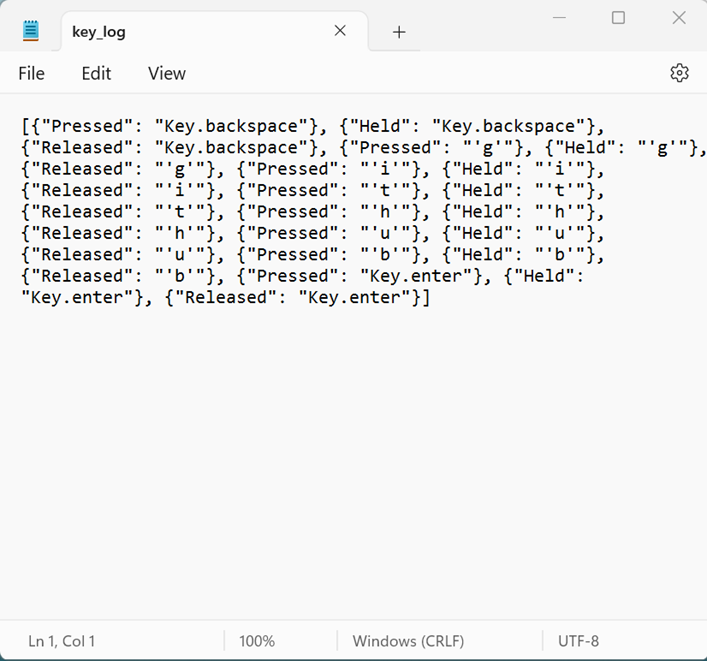 key_log
File Edit View
[{"Pressed": "Key.backspace"}, {"Held": "Key.backspace"},
{"Released": "Key.backspace"}, {"Pressed": "'g'"}, {"Held": "'g'"},
{"Released": "'g'"}, {"Pressed": "'i'"}, {"Held": "'i'"},
{"Released": "'i'"}, {"Pressed": "'t'"}, {"Held": "'t'"},
{"Released": "'t'"}, {"Pressed": "'h'"}, {"Held": "'h'"},
{"Released": "'h'"}, {"Pressed": "'u'"}, {"Held": "'u'"},
{"Released": "'u'"}, {"Pressed": "'b'"}, {"Held": "'b'"},
{"Released": "'b'"}, {"Pressed": "Key.enter"}, {"Held":
"Key.enter"}, {"Released": "Key.enter"}]
Ln 1, Col 1 100% Windows (CRLF) UTF-8